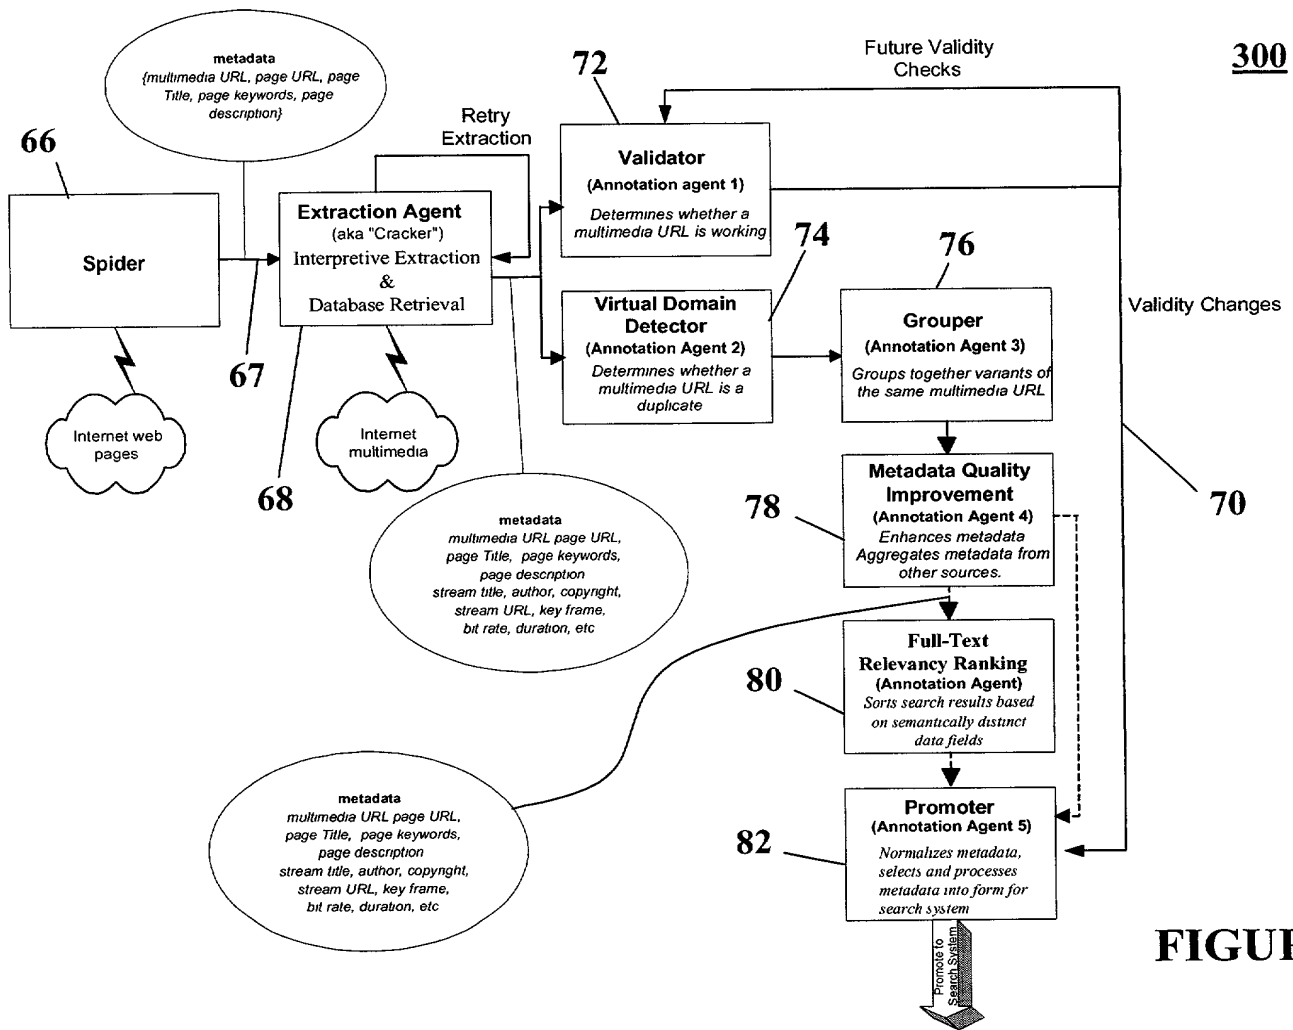 300
metadata
{multimedia URL, page URL, page
Title, page keywords, page
description}
66
Spider
67
Internet web
pages
Retry
Extraction
Extraction Agent
(aka "Cracker")
Interpretive Extraction
&
Database Retrieval
68
Internet
multimedia
72
Future Validity
Checks
Validator
(Annotation agent 1)
Determines whether a
multimedia URL is working
74
Virtual Domain
Detector
(Annotation Agent 2)
Determines whether a
multimedia URL is a
duplicate
76
Grouper
(Annotation Agent 3)
Groups together variants of
the same multimedia URL
Validity Changes
70
metadata
multimedia URL page URL,
page Title, page keywords,
page description
stream title, author, copyright,
stream URL, key frame,
bit rate, duration, etc
78
Metadata Quality
Improvement
(Annotation Agent 4)
Enhances metadata
Aggregates metadata from
other sources.
80
Full-Text
Relevancy Ranking
(Annotation Agent)
Sorts search results based
on semantically distinct
data fields
metadata
multimedia URL page URL,
page Title, page keywords,
page description
stream title, author, copyright,
stream URL, key frame,
bit rate, duration, etc
82
Promoter
(Annotation Agent 5)
Normalizes metadata,
selects and processes
metadata into form for
search system
Promote to
Search System
FIGUI